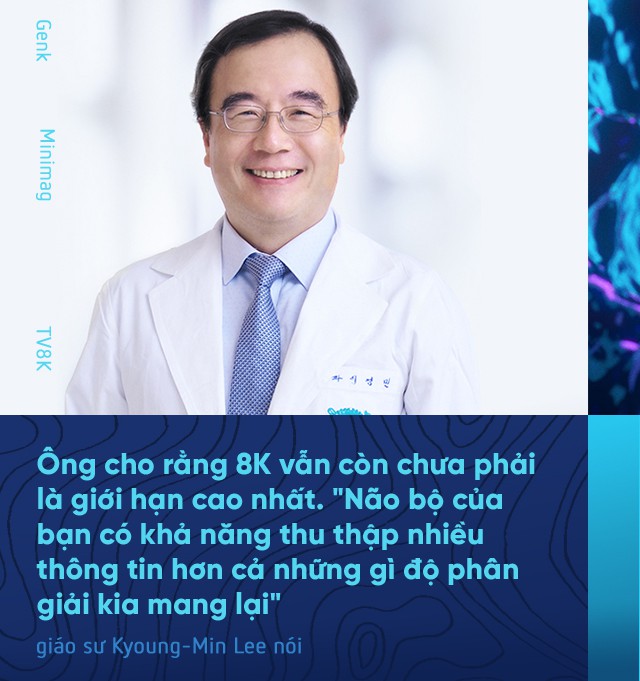 Genk
Minimag
TV8K
Ông cho rằng 8K vẫn còn chưa phải
là giới hạn cao nhất. "Não bộ của
bạn có khả năng thu thập nhiều
thông tin hơn cả những gì độ phân
giải kia mang lại"
giáo sư Kyoung-Min Lee nói